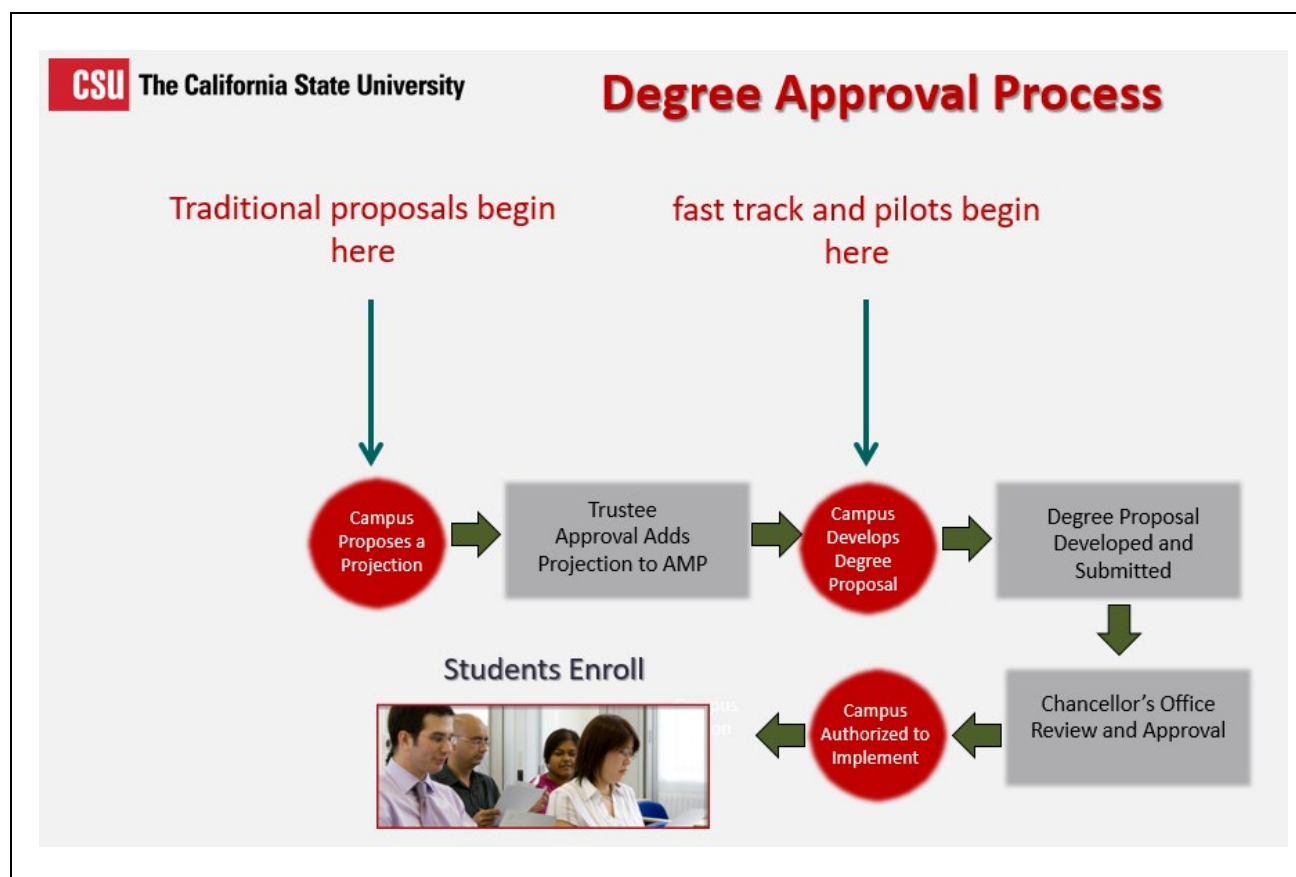 CSU The California State University
Degree Approval Process
Traditional proposals begin
here
fast track and pilots begin
here
Campus
Proposes a
Projection
Trustee
Approval Adds
Projection to AMP
Campus
Develops
Degree
Proposal
Degree Proposal
Developed and
Submitted
Chancellor's Office
Review and Approval
Campus
Authorized to
Implement
Students Enroll